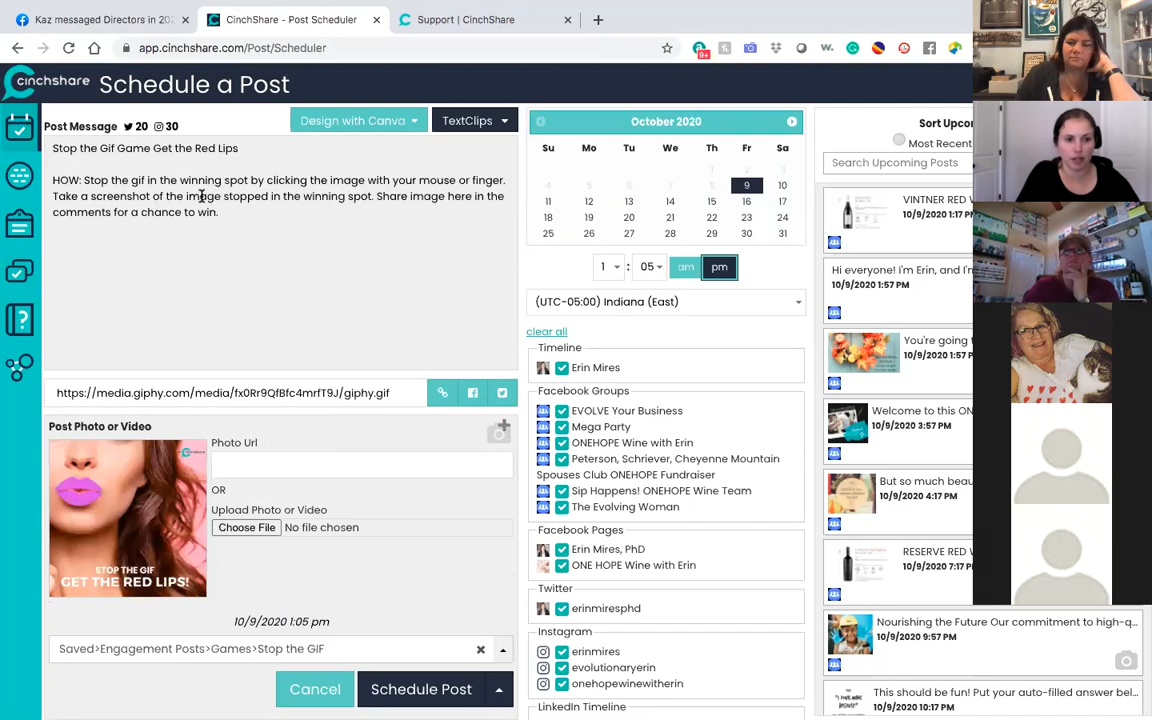 Kaz messaged Directors in 202
CinchShare - Post Scheduler
Support | CinchShare
app.cinchshare.com/Post/Scheduler
9+
W.
cinchshare
Schedule a Post
Post Message 20 30
Design with Canva
TextClips
Stop the Gif Game Get the Red Lips
HOW: Stop the gif in the winning spot by clicking the image with your mouse or finger.
Take a screenshot of the image stopped in the winning spot. Share image here in the
comments for a chance to win.
https://media.giphy.com/media/fx0Rr9QfBfc4mrfT9J/giphy.gif
Post Photo or Video
Photo Url
OR
Upload Photo or Video
Choose File No file chosen
STOP THE GIF
GET THE RED LIPS!
10/9/2020 1:05 pm
Saved>Engagement Posts>Games>Stop the GIF
Cancel
Schedule Post
October 2020
Su Mo Tu We Th Fr Sa
1 2 3
4 5 6 7 8 9 10
11 12 13 14 15 16 17
18 19 20 21 22 23 24
25 26 27 28 29 30 31
1 : 05 am pm
(UTC-05:00) Indiana (East)
clear all
Timeline
Erin Mires
Facebook Groups
EVOLVE Your Business
Mega Party
ONEHOPE Wine with Erin
Peterson, Schriever, Cheyenne Mountain
Spouses Club ONEHOPE Fundraiser
Sip Happens! ONEHOPE Wine Team
The Evolving Woman
Facebook Pages
Erin Mires, PhD
ONE HOPE Wine with Erin
Twitter
erinmiresphd
Instagram
erinmires
evolutionaryerin
onehopewinewitherin
LinkedIn Timeline
Sort Upcom
Most Recent
Search Upcoming Posts
VINTNER RED W
10/9/2020 1:17 PM
Hi everyone! I'm Erin, and I'm
10/9/2020 1:57 PM
You're going t
10/9/2020 1:57 P
Welcome to this ON
10/9/2020 3:57 PM
But so much beau
10/9/2020 4:17 PM
RESERVE RED W
10/9/2020 7:17 PM
Nourishing the Future Our commitment to high-q...
10/9/2020 9:57 PM
This should be fun! Put your auto-filled answer bel...
10/9/2020 10:17 PM